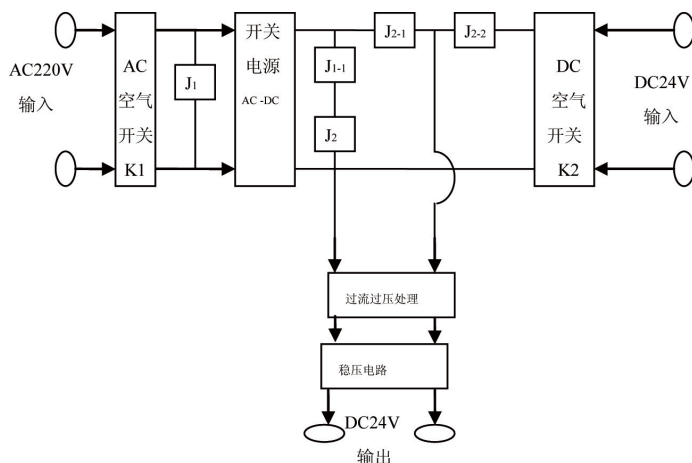 AC220V
输入
AC
空气
开关
K1
J1
开关
电源
AC -DC
J1-1
J2
J2-1
J2-2
DC
空气
开关
K2
DC24V
输入
过流过压处理
稳压电路
DC24V
输出